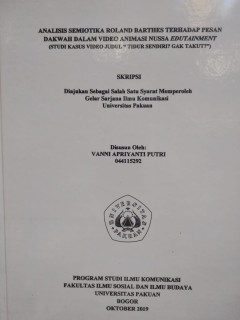 ANALISIS SEMIOTIKA ROLAND BARTHES TERHADAP PESAN
DAKWAH DALAM VIDEO ANIMASI NUSSA EDUTAINMENT
(STUDI KASUS VIDEO JUDUL " TIDUR SENDIRI? GAK TAKUT?")
SKRIPSI
Diajukan Sebagai Salah Satu Syarat Memperoleh
Gelar Sarjana Ilmu Komunikasi
Universitas Pakuan
Disusun Oleh:
VANNI APRIYANTI PUTRI
044115292
UNIVERSITAS
PAKUAN
PROGRAM STUDI ILMU KOMUNIKASI
FAKULTAS ILMU SOSIAL DAN ILMU BUDAYA
UNIVERSITAS PAKUAN
BOGOR
OKTOBER 2019